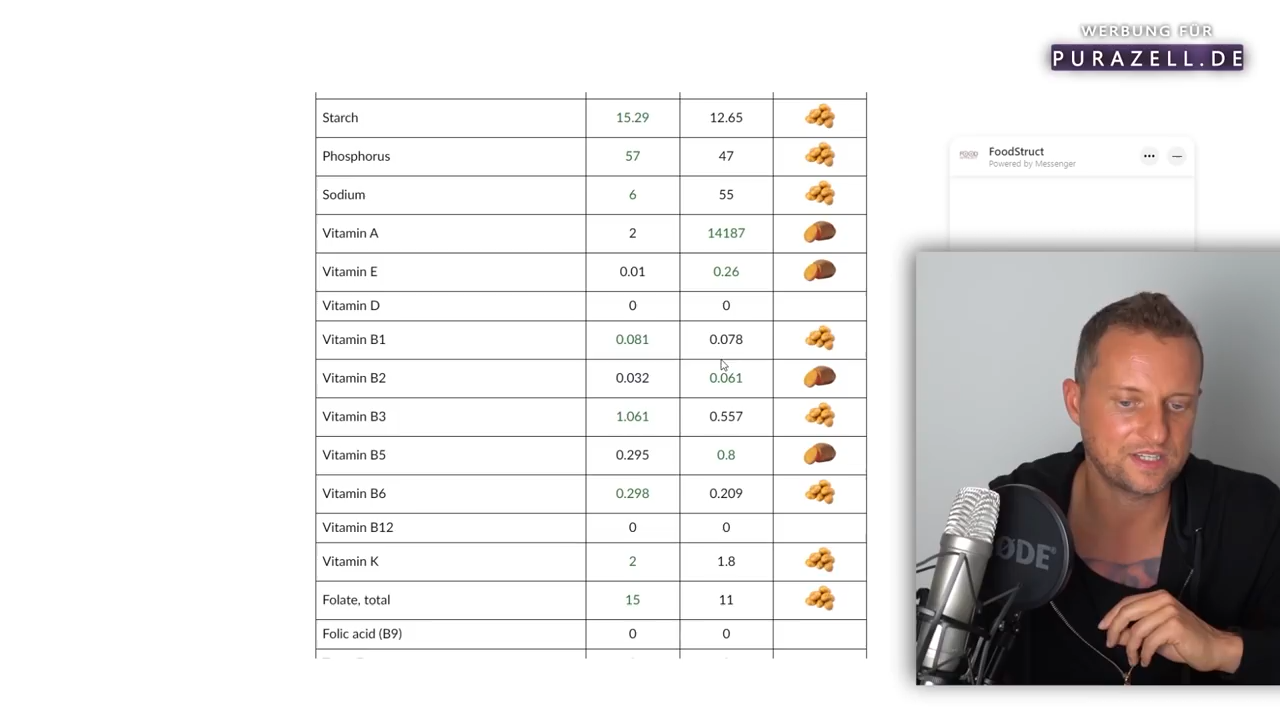 WERBUNG FÜR
PURAZELL.DE
FoodStruct
Powered by Messenger
Starch 15.29 12.65
Phosphorus 57 47
Sodium 6 55
Vitamin A 2 14187
Vitamin E 0.01 0.26
Vitamin D 0 0
Vitamin B1 0.081 0.078
Vitamin B2 0.032 0.061
Vitamin B3 1.061 0.557
Vitamin B5 0.295 0.8
Vitamin B6 0.298 0.209
Vitamin B12 0 0
Vitamin K 2 1.8
Folate, total 15 11
Folic acid (B9) 0 0
ØDE